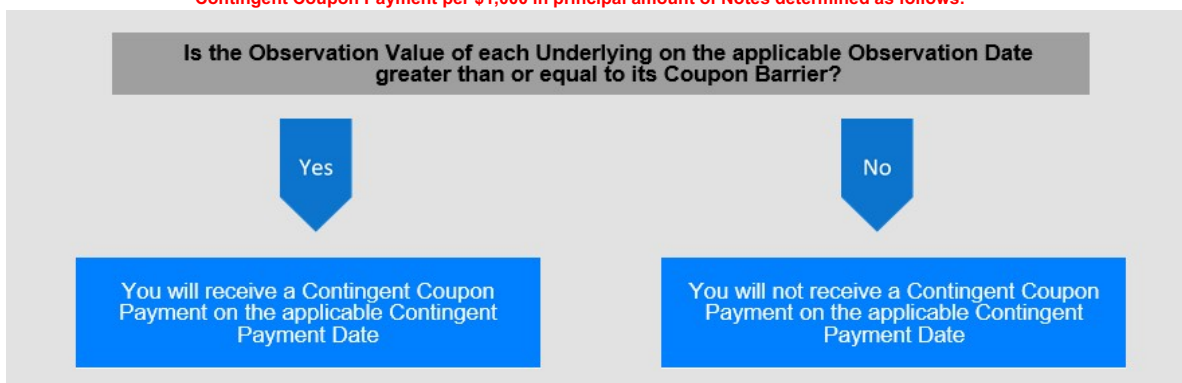 Contingent Coupon Payment per $1,000 in principal amount of Notes determined as follows:
Is the Observation Value of each Underlying on the applicable Observation Date
greater than or equal to its Coupon Barrier?
Yes
No
You will receive a Contingent Coupon
Payment on the applicable Contingent
Payment Date
You will not receive a Contingent Coupon
Payment on the applicable Contingent
Payment Date